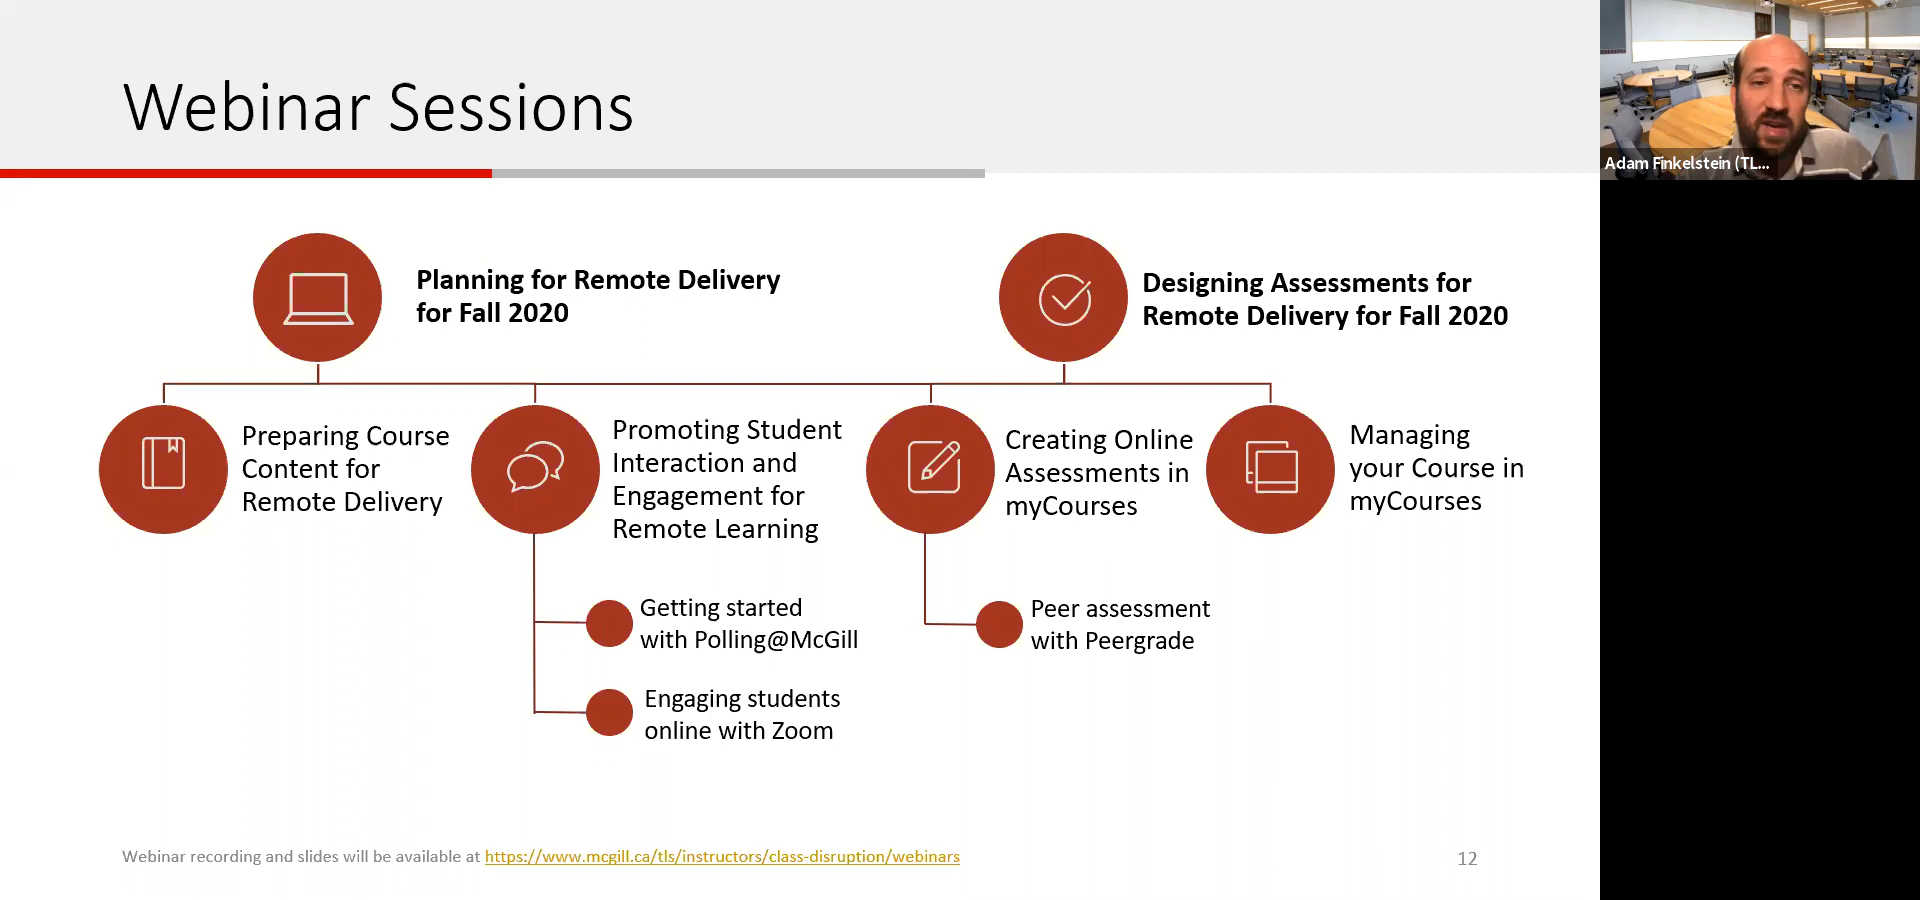 Webinar Sessions
Adam Finkelstein (TL...
Planning for Remote Delivery
for Fall 2020
Designing Assessments for
Remote Delivery for Fall 2020
Preparing Course
Content for
Remote Delivery
Promoting Student
Interaction and
Engagement for
Remote Learning
Creating Online
Assessments in
myCourses
Managing
your Course in
myCourses
Getting started
with Polling@McGill
Engaging students
online with Zoom
Peer assessment
with Peergrade
Webinar recording and slides will be available at https://www.mcgill.ca/tls/instructors/class-disruption/webinars
12